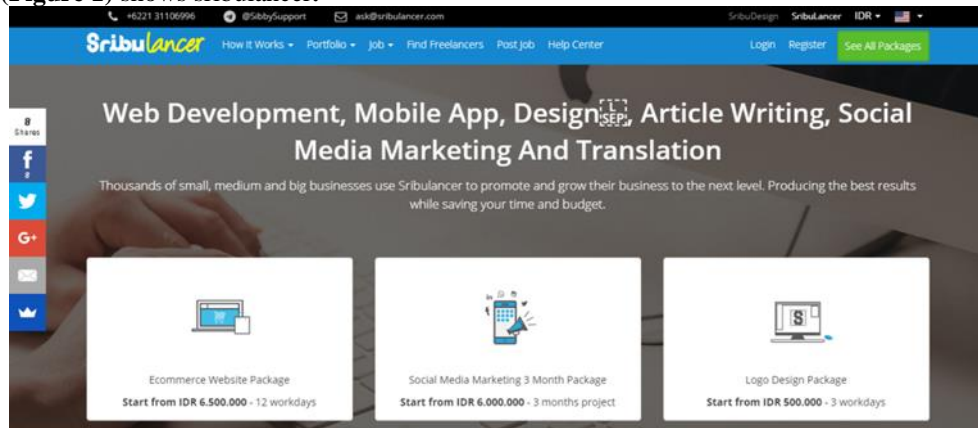 (Figure 2) shows sribulancer.
+6221 31106996 @SibbySupport ask@sribulancer.com SribuDesign SribuLancer IDR
Sribulancer How It Works Portfolio Job Find Freelancers Post Job Help Center Login Register See All Packages
8
Shares
f
2
G+
Web Development, Mobile App, Design L SEP, Article Writing, Social
Media Marketing And Translation
Thousands of small, medium and big businesses use Sribulancer to promote and grow their business to the next level. Producing the best results
while saving your time and budget.
S
Ecommerce Website Package
Start from IDR 6.500.000 - 12 workdays
Social Media Marketing 3 Month Package
Start from IDR 6.000.000 - 3 months project
Logo Design Package
Start from IDR 500.000 - 3 workdays